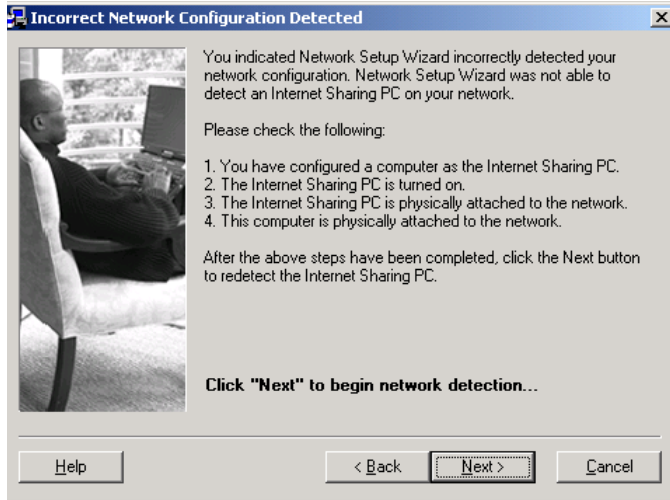 Incorrect Network Configuration Detected
You indicated Network Setup Wizard incorrectly detected your
network configuration. Network Setup Wizard was not able to
detect an Internet Sharing PC on your network.
Please check the following:
1. You have configured a computer as the Internet Sharing PC.
2. The Internet Sharing PC is turned on.
3. The Internet Sharing PC is physically attached to the network.
4. This computer is physically attached to the network.
After the above steps have been completed, click the Next button
to redetect the Internet Sharing PC.
Click "Next" to begin network detection...
Help < Back Next > Cancel